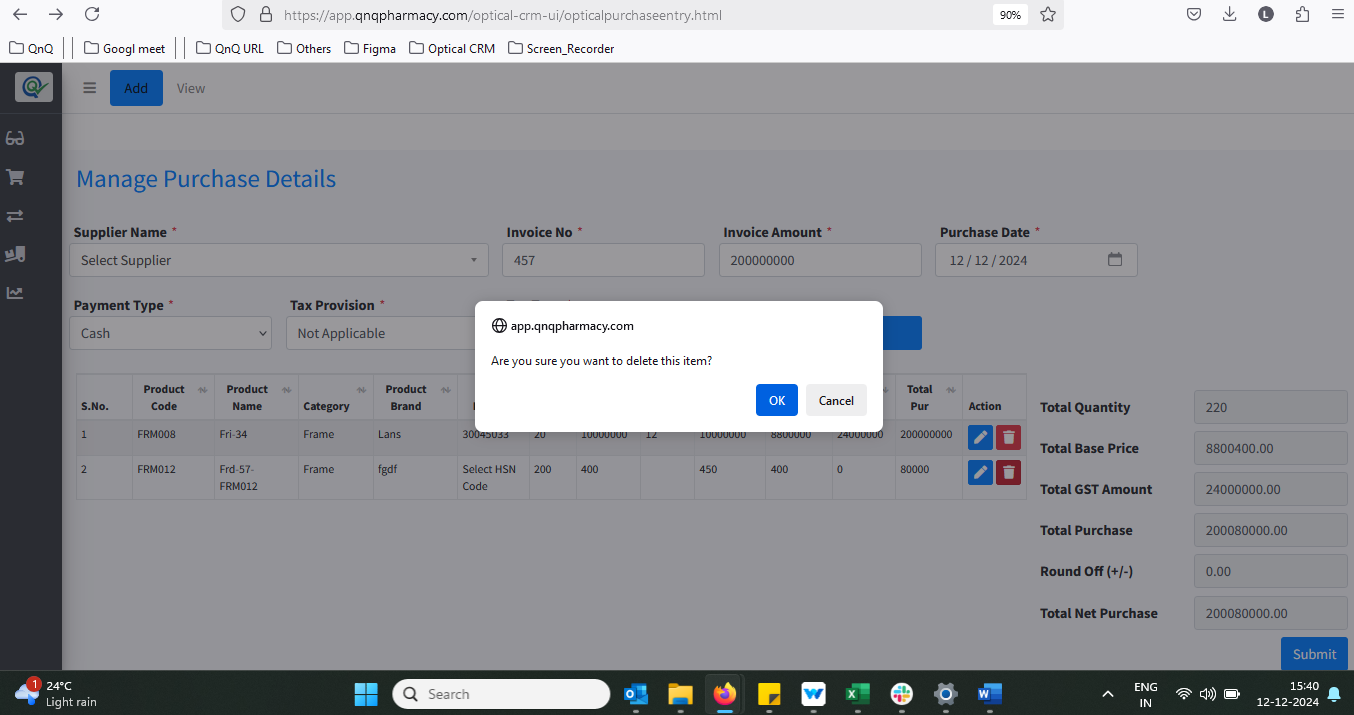 https://app.qnqpharmacy.com/optical-crm-ui/opticalpurchaseentry.html
90%
L
QnQ
Googl meet
QnQ URL
Others
Figma
Optical CRM
Screen_Recorder
Add
View
Manage Purchase Details
Supplier Name *
Invoice No *
Invoice Amount *
Purchase Date *
Select Supplier
457
200000000
12 / 12 / 2024
Payment Type *
Tax Provision *
Cash
Not Applicable
app.qnqpharmacy.com
Are you sure you want to delete this item?
OK
Cancel
S.No.
Product Code
Product Name
Category
Product Brand
Total Pur
Action
1 FRM008 Fri-34 Frame Lans 30045033 20 10000000 12 10000000 8800000 24000000 200000000
2 FRM012 Frd-57- Frame fgdf Select HSN 200 400 450 400 0 80000
FRM012 Code
Total Quantity 220
Total Base Price 8800400.00
Total GST Amount 24000000.00
Total Purchase 200080000.00
Round Off (+/-) 0.00
Total Net Purchase 200080000.00
Submit
1
24°C
Light rain
Search
ENG
IN
15:40
12-12-2024